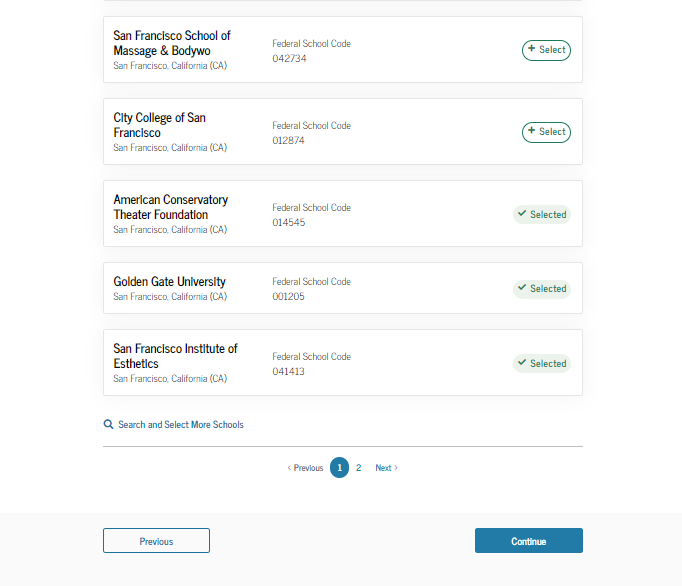 San Francisco School of
Massage & Bodywo
San Francisco, California (CA)
Federal School Code
042734
+ Select
City College of San
Francisco
San Francisco, California (CA)
Federal School Code
012874
+ Select
American Conservatory
Theater Foundation
San Francisco, California (CA)
Federal School Code
014545
✓ Selected
Golden Gate University
San Francisco, California (CA)
Federal School Code
001205
✓ Selected
San Francisco Institute of
Esthetics
San Francisco, California (CA)
Federal School Code
041413
✓ Selected
Search and Select More Schools
‹ Previous 1 2 Next ›
Previous
Continue